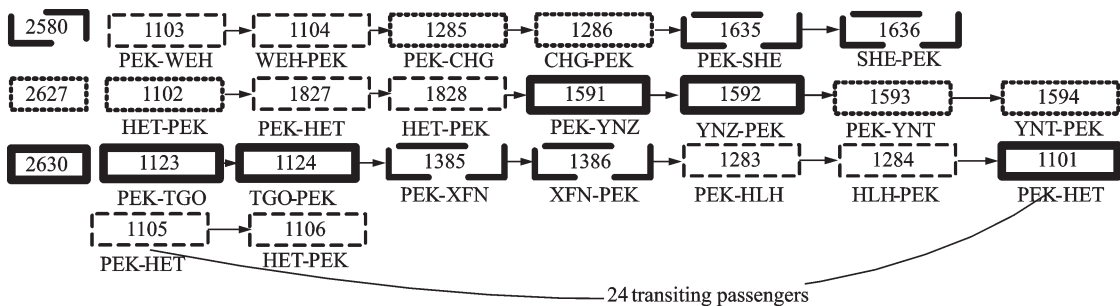 2580 1103 1104 1285 1286 1635 1636
PEK-WEH WEH-PEK PEK-CHG CHG-PEK PEK-SHE SHE-PEK
2627 1102 1827 1828 1591 1592 1593 1594
HET-PEK PEK-HET HET-PEK PEK-YNZ YNZ-PEK PEK-YNT YNT-PEK
2630 1123 1124 1385 1386 1283 1284 1101
PEK-TGO TGO-PEK PEK-XFN XFN-PEK PEK-HLH HLH-PEK PEK-HET
1105 1106
PEK-HET HET-PEK
24 transiting passengers